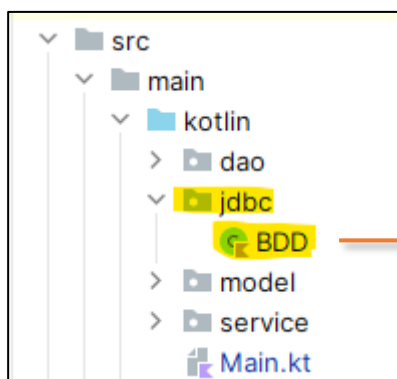 src
main
kotlin
dao
jdbc
BDD
model
service
Main.kt